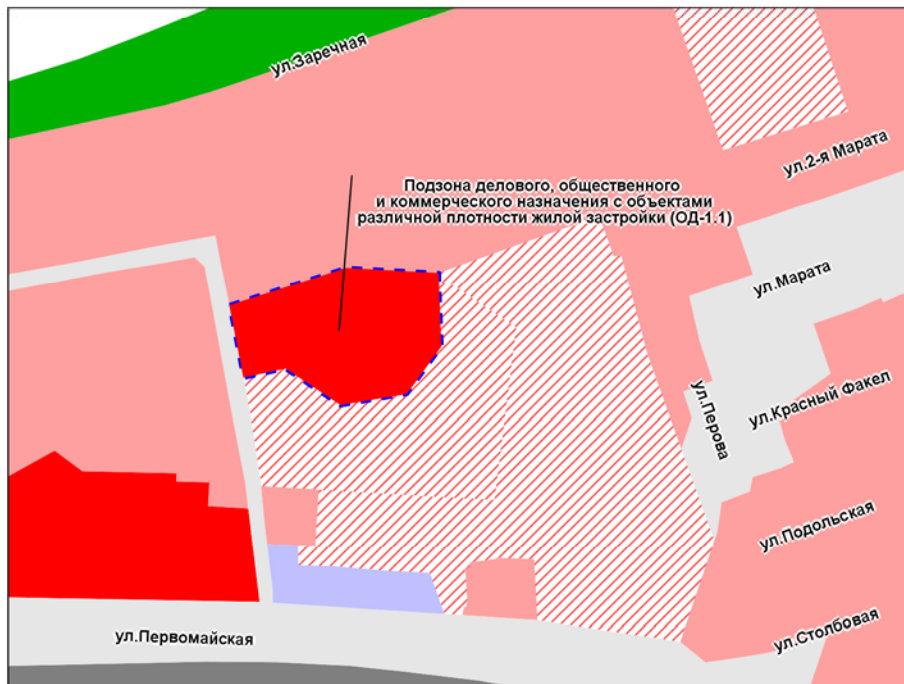 ул.Заречная
ул.2-я Марата
Подзона делового, общественного
и коммерческого назначения с объектами
различной плотности жилой застройки (ОД-1.1)
ул.Марата
ул.Перова
ул.Красный Факел
ул.Подольская
ул.Первомайская
ул.Столбовая